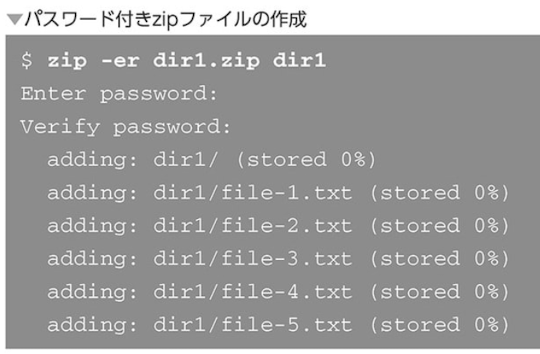 ▼パスワード付きzipファイルの作成
$ zip -er dir1.zip dir1
Enter password:
Verify password:
  adding: dir1/ (stored 0%)
  adding: dir1/file-1.txt (stored 0%)
  adding: dir1/file-2.txt (stored 0%)
  adding: dir1/file-3.txt (stored 0%)
  adding: dir1/file-4.txt (stored 0%)
  adding: dir1/file-5.txt (stored 0%)